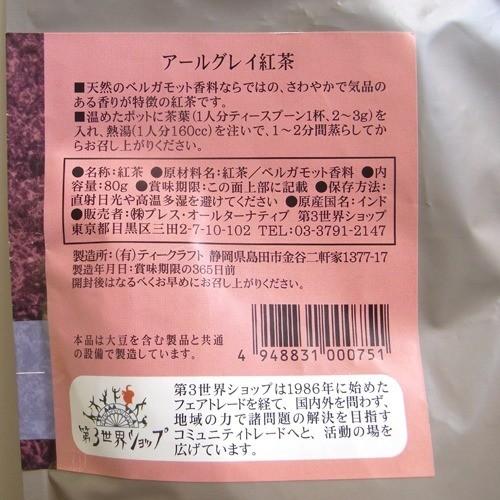 アールグレイ紅茶
■天然のベルガモット香料ならではの、さわやかで気品の
ある香りが特徴の紅茶です。
■温めたポットに茶葉(1人分ティースプーン1杯、2〜3g)を
入れ、熱湯(1人分160cc)を注いで、1〜2分間蒸らしてか
らお召し上がりください。
●名称:紅茶 ●原材料名:紅茶/ベルガモット香料 ●内
容量:80g ●賞味期限:この面上部に記載 ●保存方法:
直射日光や高温多湿を避けてください ●原産国名:インド
●販売者:㈱プレス・オールターナティブ 第3世界ショップ
東京都目黒区三田2-7-10-102 TEL:03-3791-2147
製造所:(有)ティークラフト 静岡県島田市金谷二軒家1377-17
製造年月日:賞味期限の365日前
開封後はなるべくお早めにお召し上がりください。
本品は大豆を含む製品と共通
の設備で製造しています。
4 948831 000751
第3世界ショップ
第3世界ショップは1986年に始めた
フェアトレードを経て、国内外を問わず、
地域の力で諸問題の解決を目指す
コミュニティトレードへと、活動の場を
広げています。